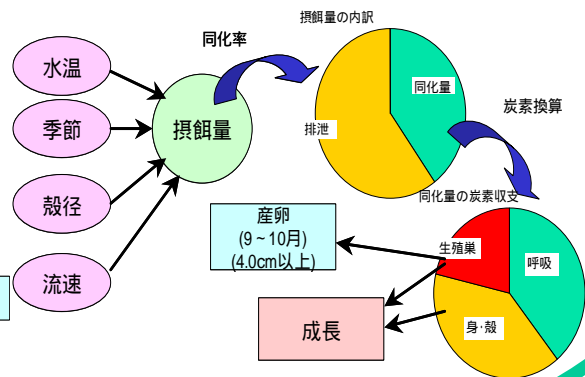 水温
季節
殻径
流速
摂餌量
同化率
摂餌量の内訳
同化量
排泄
炭素換算
同化量の炭素収支
生殖巣
呼吸
身・殻
産卵
(9~10月)
(4.0cm以上)
成長